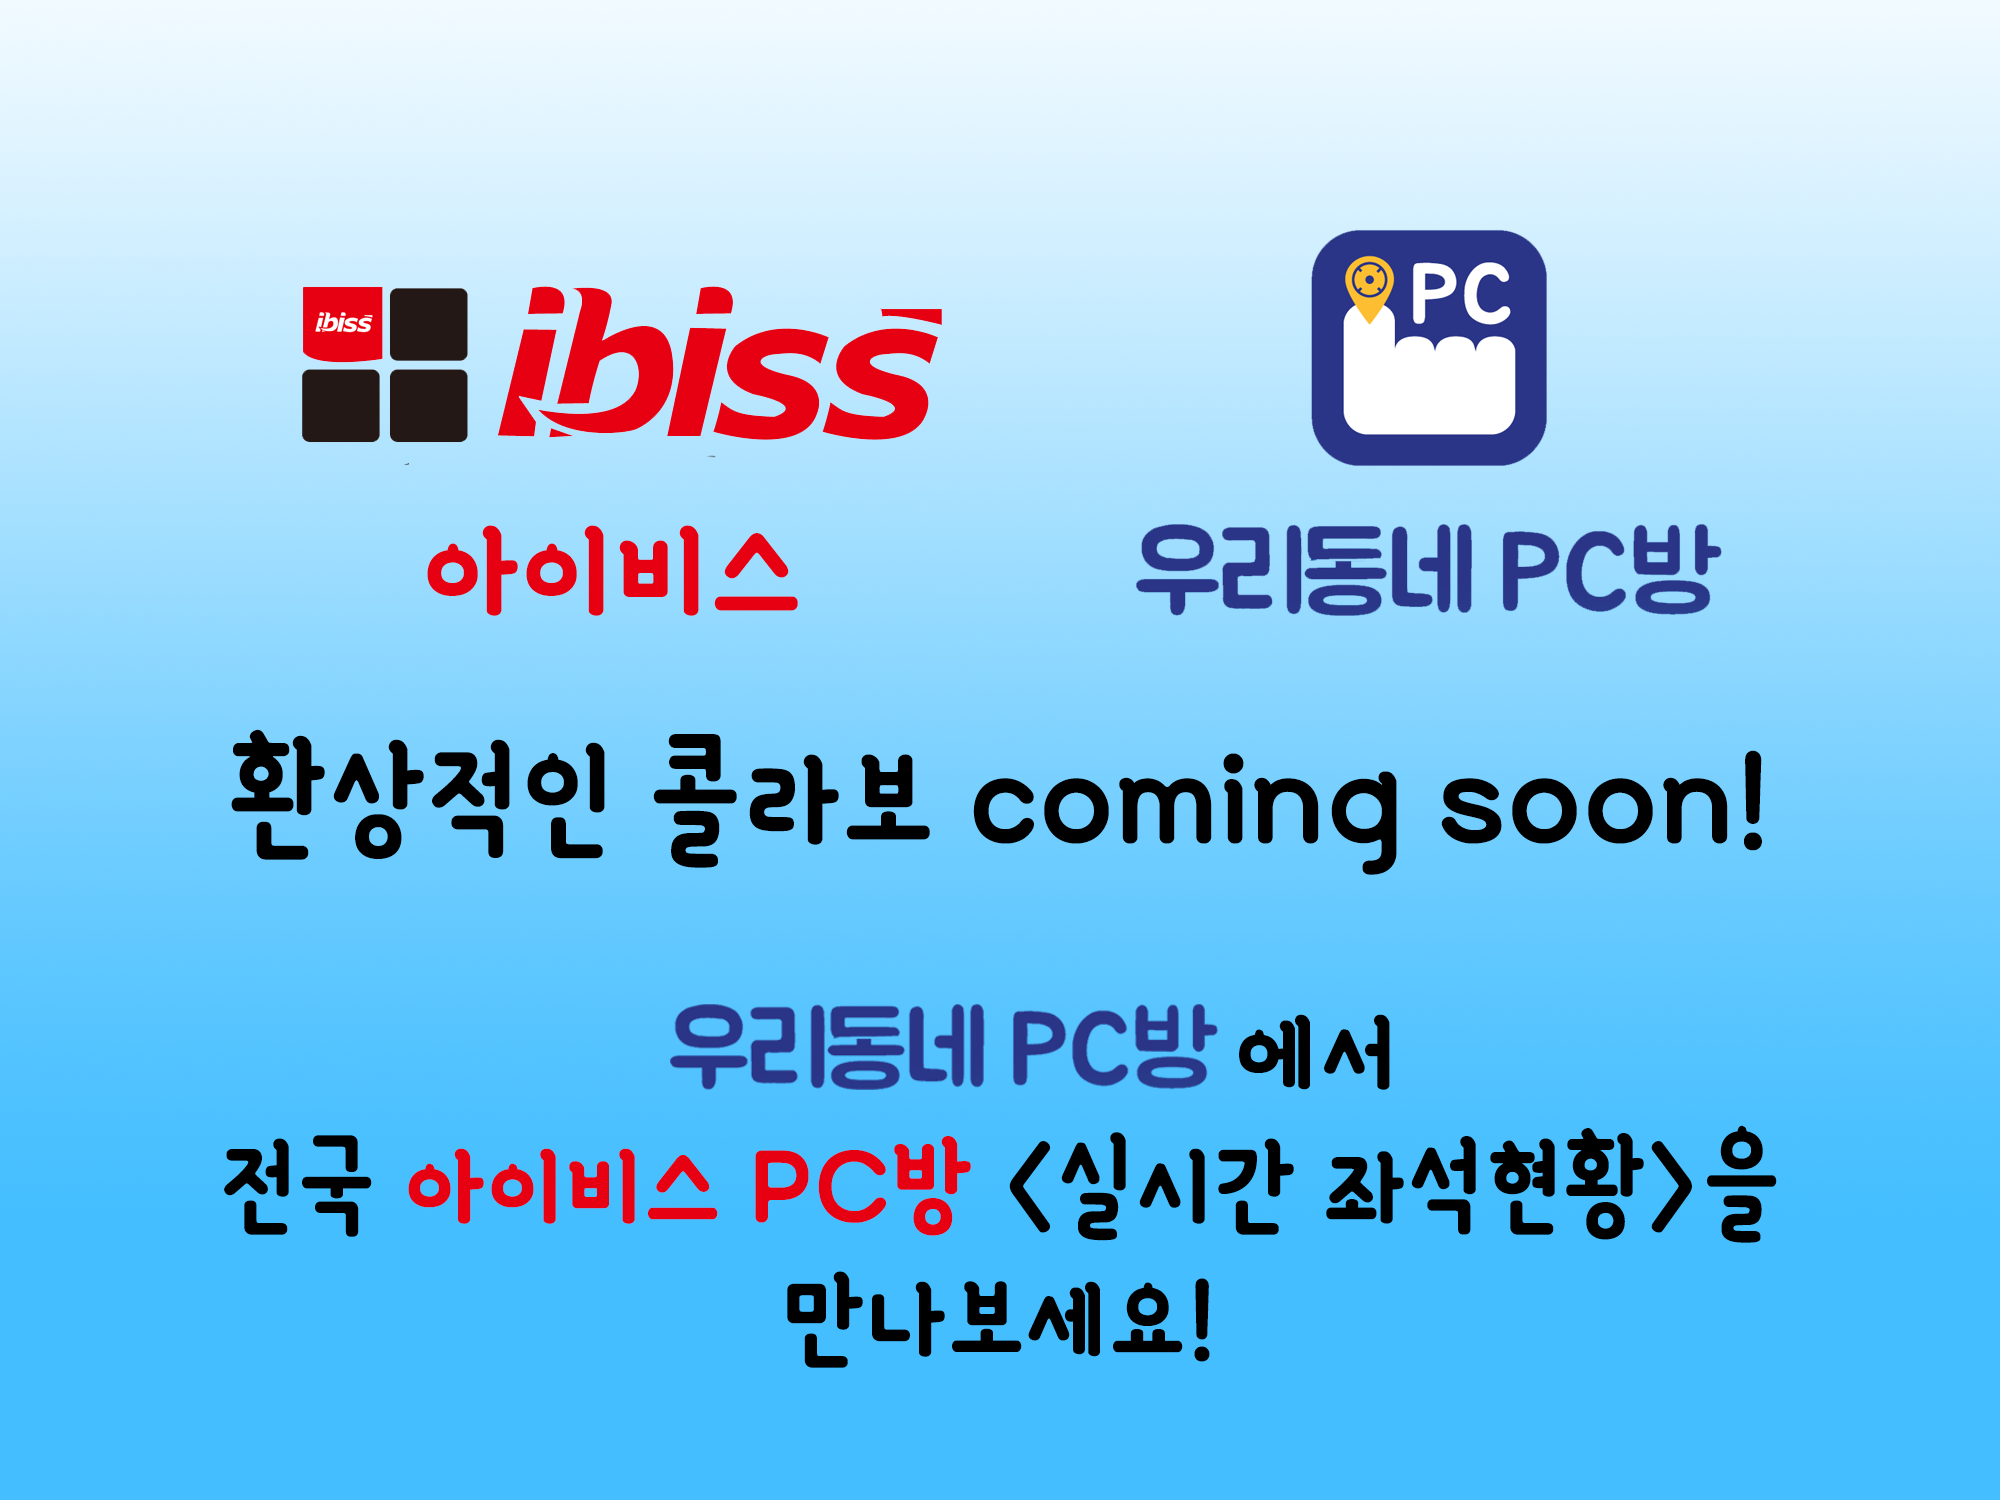 ibiss
ibiss
PC
아이비스
우리동네 PC방
환상적인 콜라보 coming soon!
우리동네 PC방 에서
전국 아이비스 PC방 <실시간 좌석현황>을
만나보세요!